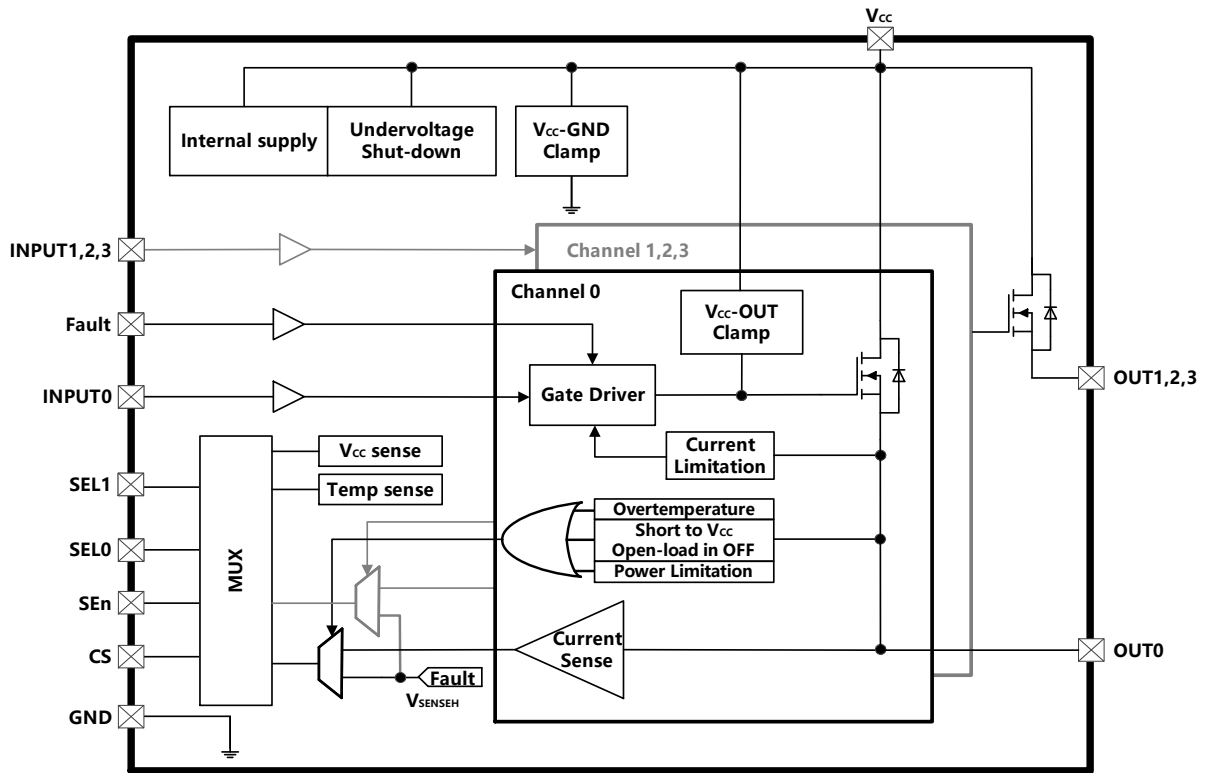 Vcc
Internal supply
Undervoltage
Shut-down
Vcc-GND
Clamp
INPUT1,2,3
Channel 1,2,3
Channel 0
Fault
Vcc-OUT
Clamp
OUT1,2,3
INPUT0
Gate Driver
Current
Limitation
Vcc sense
SEL1
Temp sense
Overtemperature
Short to Vcc
Open-load in OFF
Power Limitation
SEL0
MUX
SEn
CS
Current
Sense
OUT0
Fault
VSENSEH
GND